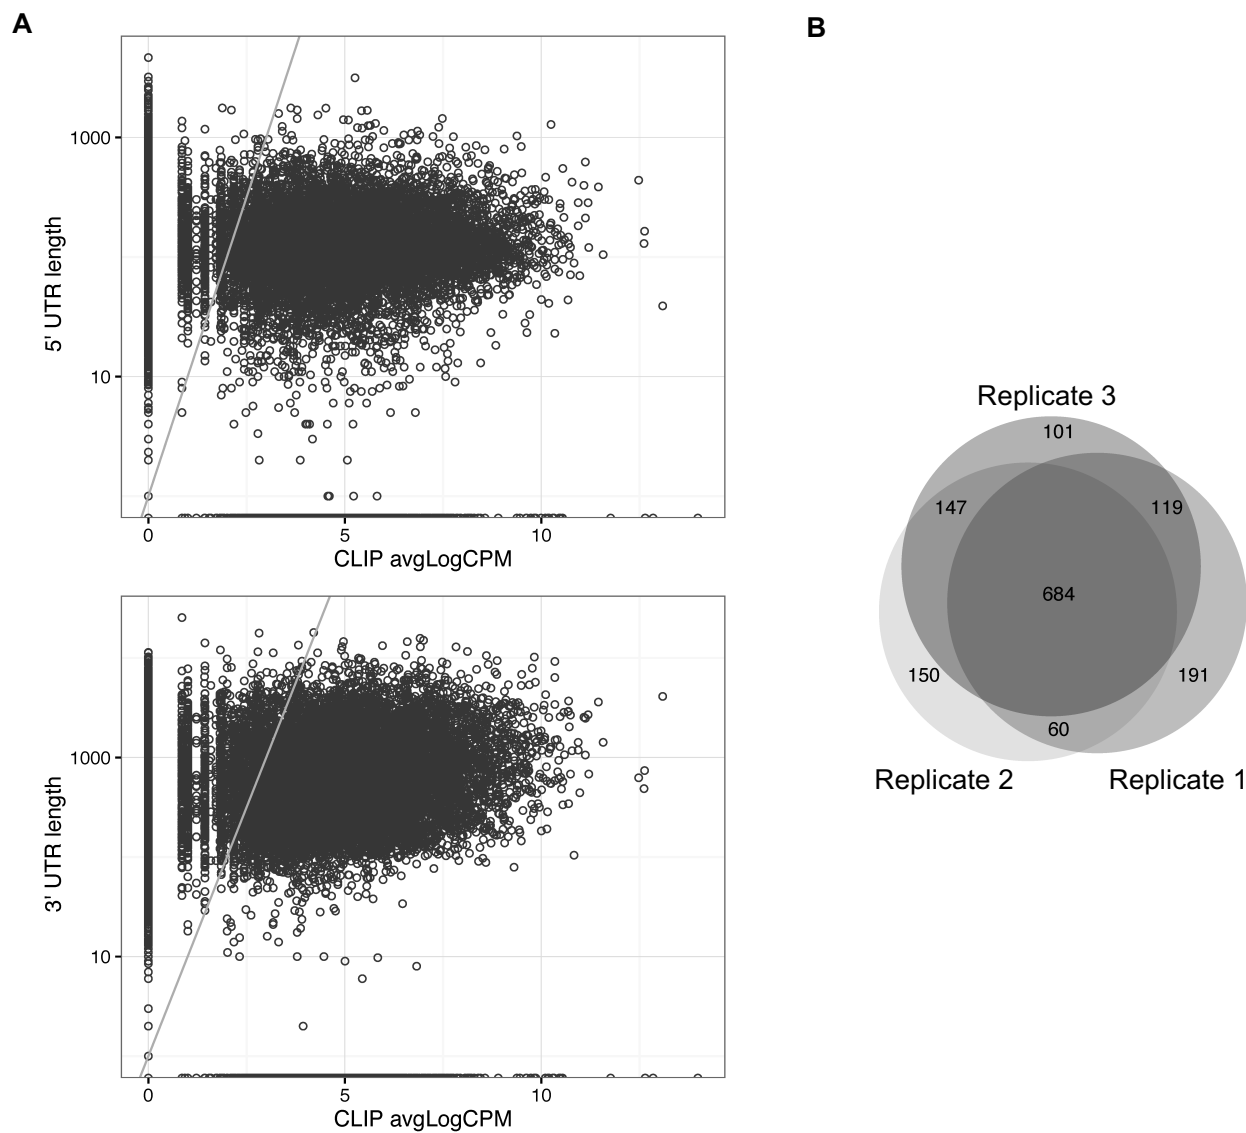 A
1000
10
5' UTR length
0 5 10
CLIP avgLogCPM
1000
10
3' UTR length
0 5 10
CLIP avgLogCPM
B
Replicate 3
101
147 119
684
150 191
60
Replicate 2 Replicate 1